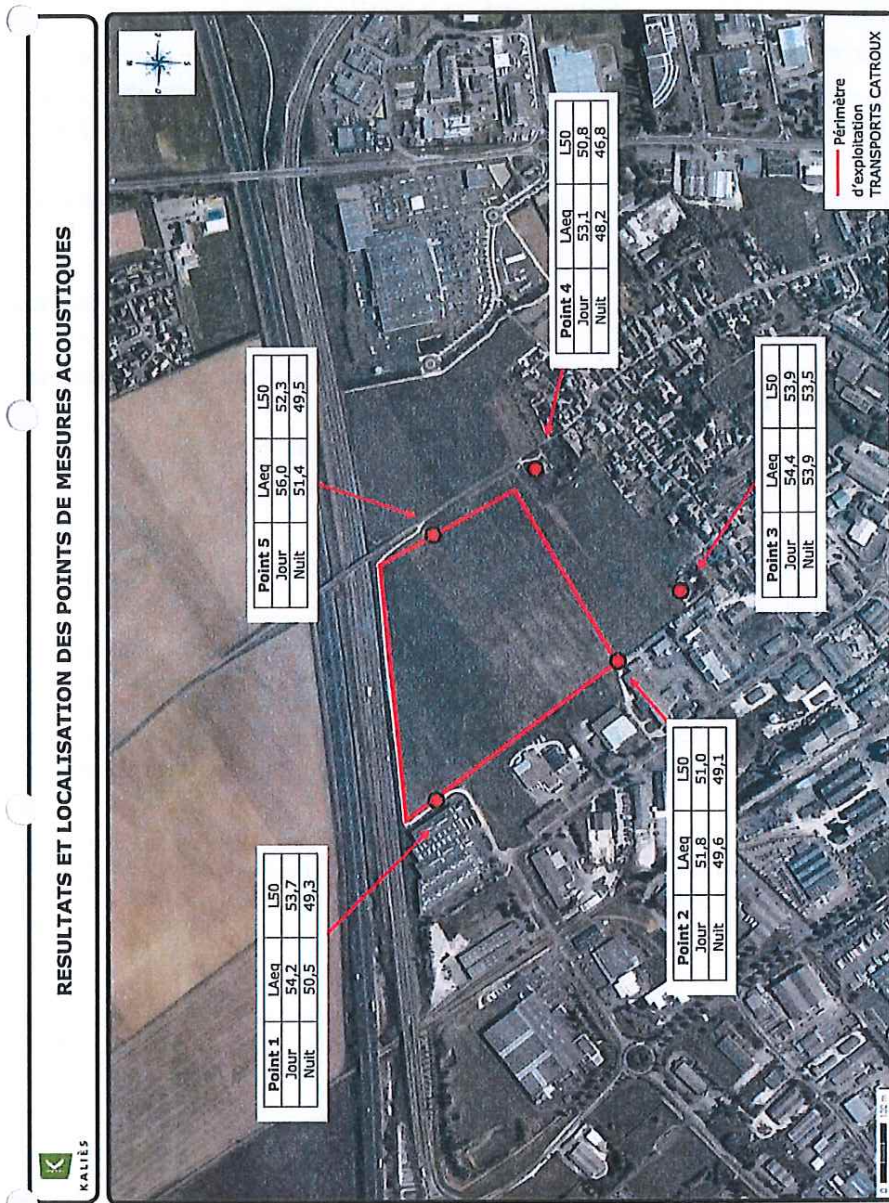 KALIÈS
RESULTATS ET LOCALISATION DES POINTS DE MESURES ACOUSTIQUES
Point 1 LAeq L50
Jour 54,2 53,7
Nuit 50,5 49,3
Point 5 LAeq L50
Jour 56,0 52,3
Nuit 51,4 49,5
Point 4 LAeq L50
Jour 53,1 50,8
Nuit 48,2 46,8
Point 2 LAeq L50
Jour 51,8 51,0
Nuit 49,6 49,1
Point 3 LAeq L50
Jour 54,4 53,9
Nuit 53,9 53,5
Périmètre
d'exploitation
TRANSPORTS CATROUX